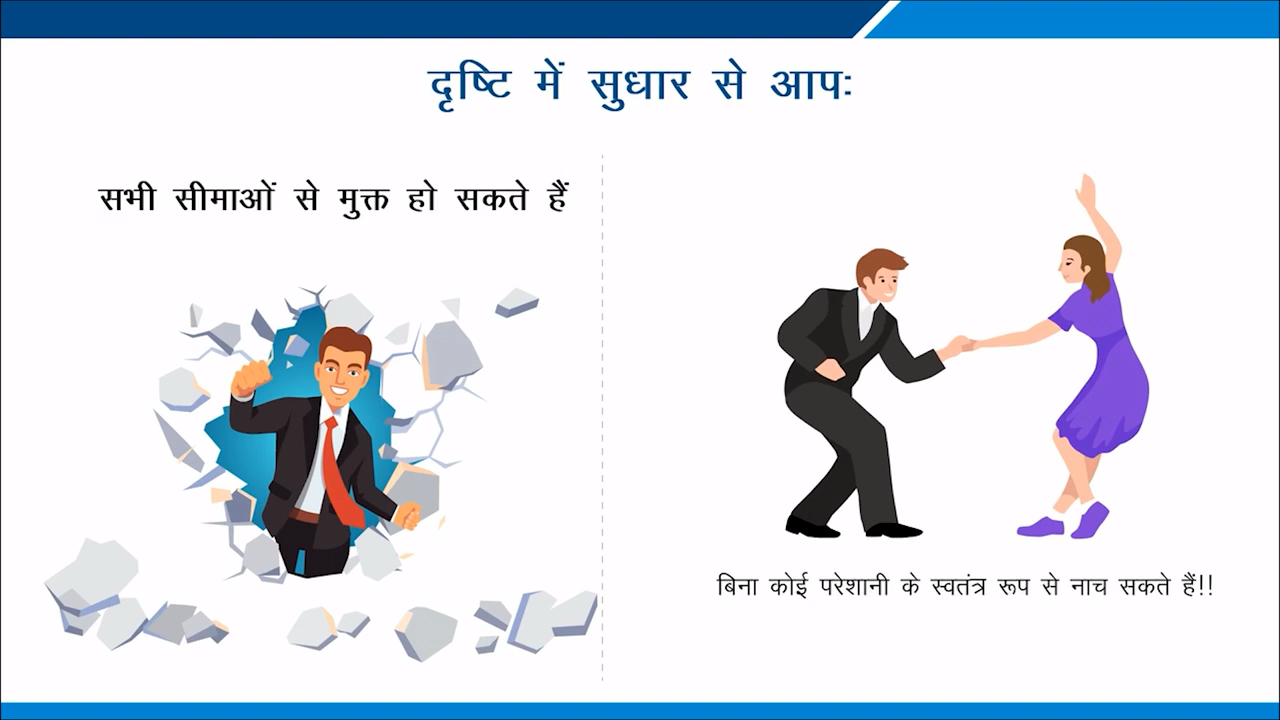 दृष्टि में सुधार से आपः
सभी सीमाओं से मुक्त हो सकते हैं
बिना कोई परेशानी के स्वतंत्र रूप से नाच सकते हैं!!